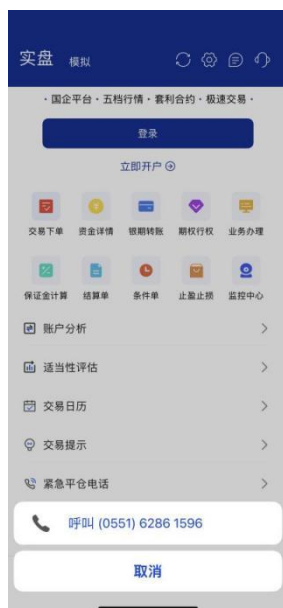 实盘 模拟
· 国企平台 · 五档行情 · 套利合约 · 极速交易 ·
登录
立即开户
交易下单 资金详情 银期转账 期权行权 业务办理
保证金计算 结算单 条件单 止盈止损 监控中心
账户分析
适当性评估
交易日历
交易提示
紧急平仓电话
呼叫 (0551) 6286 1596
取消